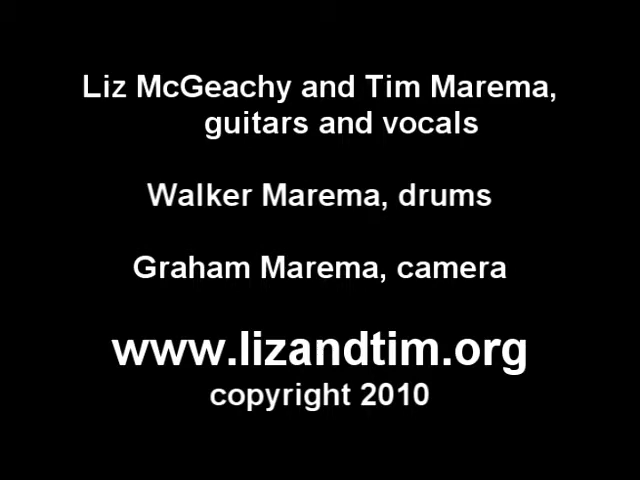 Liz McGeachy and Tim Marema,
guitars and vocals
Walker Marema, drums
Graham Marema, camera
www.lizandtim.org
copyright 2010